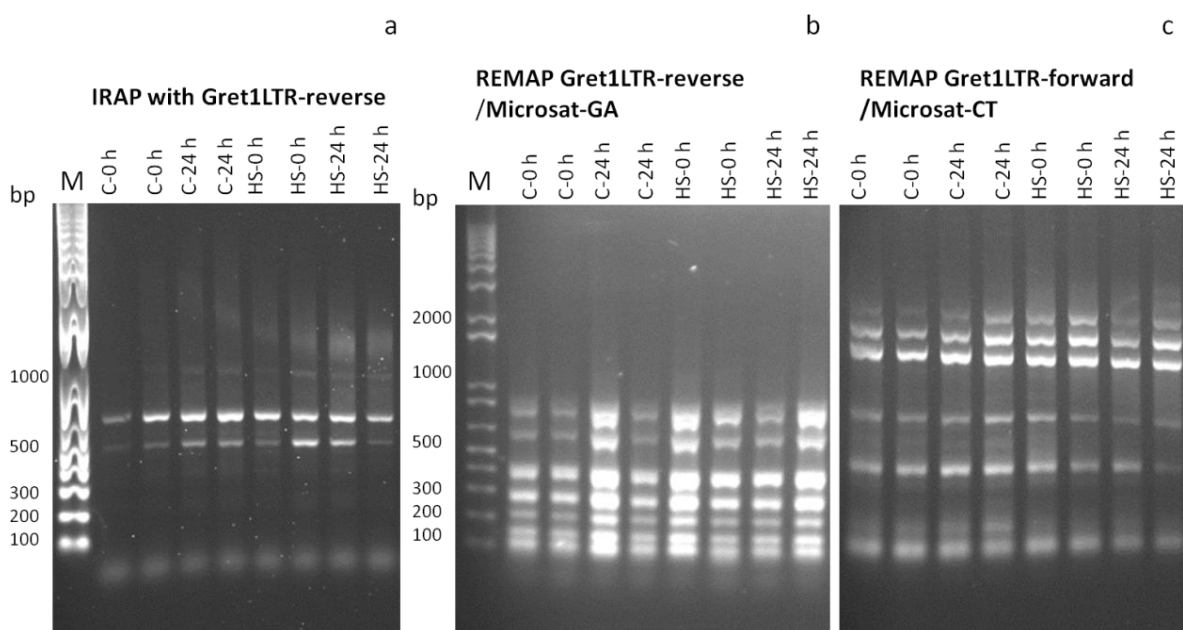 a
IRAP with Gret1LTR-reverse
bp
M
C-0 h
C-0 h
C-24 h
C-24 h
HS-0 h
HS-0 h
HS-24 h
HS-24 h
1000
500
300
200
100
b
REMAP Gret1LTR-reverse
/Microsat-GA
bp
M
C-0 h
C-0 h
C-24 h
C-24 h
HS-0 h
HS-0 h
HS-24 h
HS-24 h
2000
1000
500
300
200
100
c
REMAP Gret1LTR-forward
/Microsat-CT
C-0 h
C-0 h
C-24 h
C-24 h
HS-0 h
HS-0 h
HS-24 h
HS-24 h